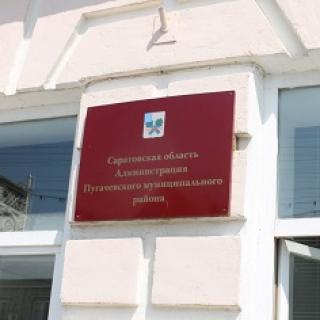 Саратовская область
Администрация
Пугачевского муниципального
района